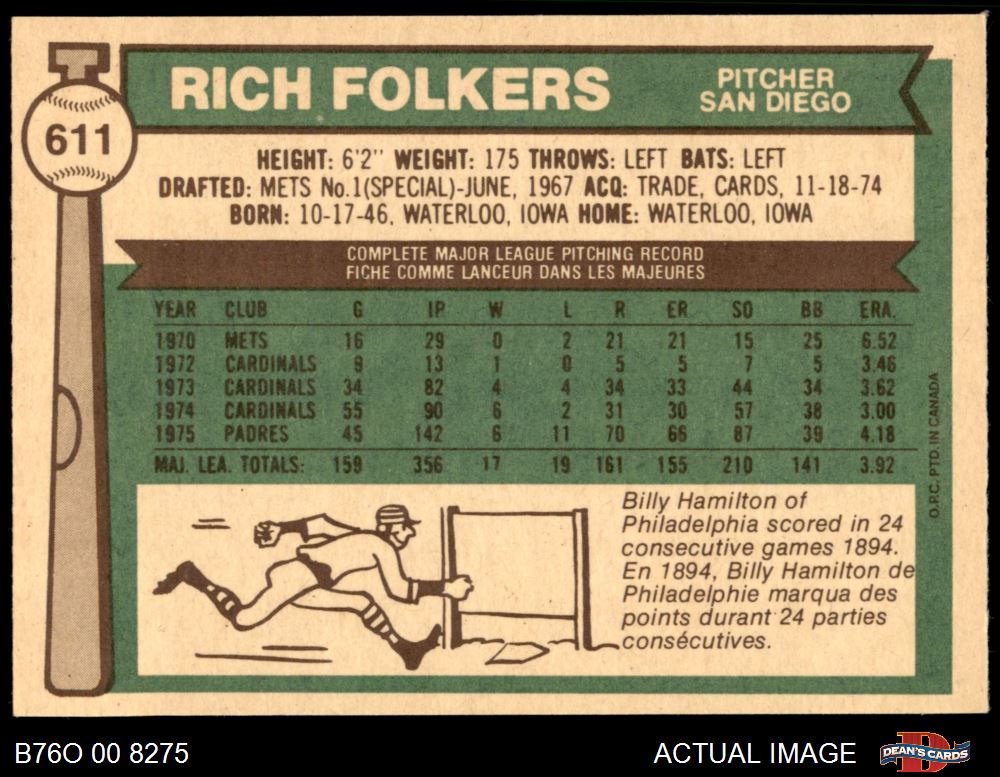 RICH FOLKERS
PITCHER
SAN DIEGO
611
HEIGHT: 6'2" WEIGHT: 175 THROWS: LEFT BATS: LEFT
DRAFTED: METS No.1(SPECIAL)-JUNE, 1967 ACQ: TRADE, CARDS, 11-18-74
BORN: 10-17-46, WATERLOO, IOWA HOME: WATERLOO, IOWA
COMPLETE MAJOR LEAGUE PITCHING RECORD
FICHE COMME LANCEUR DANS LES MAJEURES
YEAR CLUB G IP W L R ER SO BB ERA.
1970 METS 16 29 0 2 21 21 15 25 6.52
1972 CARDINALS 9 13 1 0 5 5 7 5 3.46
1973 CARDINALS 34 82 4 4 34 33 44 34 3.62
1974 CARDINALS 55 90 6 2 31 30 57 38 3.00
1975 PADRES 45 142 6 11 70 66 87 39 4.18
MAJ. LEA. TOTALS: 159 356 17 19 161 155 210 141 3.92
O.P.C. PTD. IN CANADA
Billy Hamilton of
Philadelphia scored in 24
consecutive games 1894.
En 1894, Billy Hamilton de
Philadelphie marqua des
points durant 24 parties
consécutives.
B76O 00 8275
ACTUAL IMAGE
D
DEAN'S CARDS